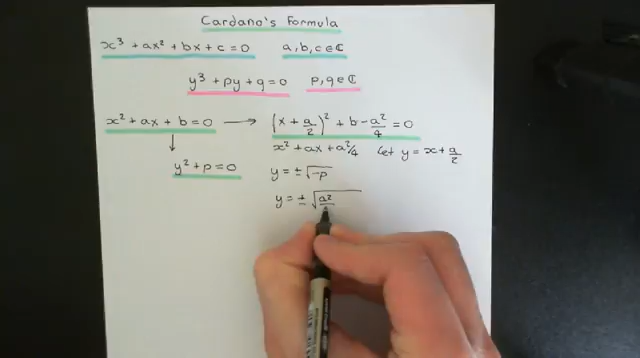 Cardano's Formula
x³ + ax² + bx + c = 0    a, b, c ∈ ℂ
y³ + py + q = 0    p, q ∈ ℂ
x² + ax + b = 0 → (x + a/2)² + b - a²/4 = 0
x² + ax + a²/4    Let y = x + a/2
↓
y² + p = 0    y = ± √-p
y = ± √a²